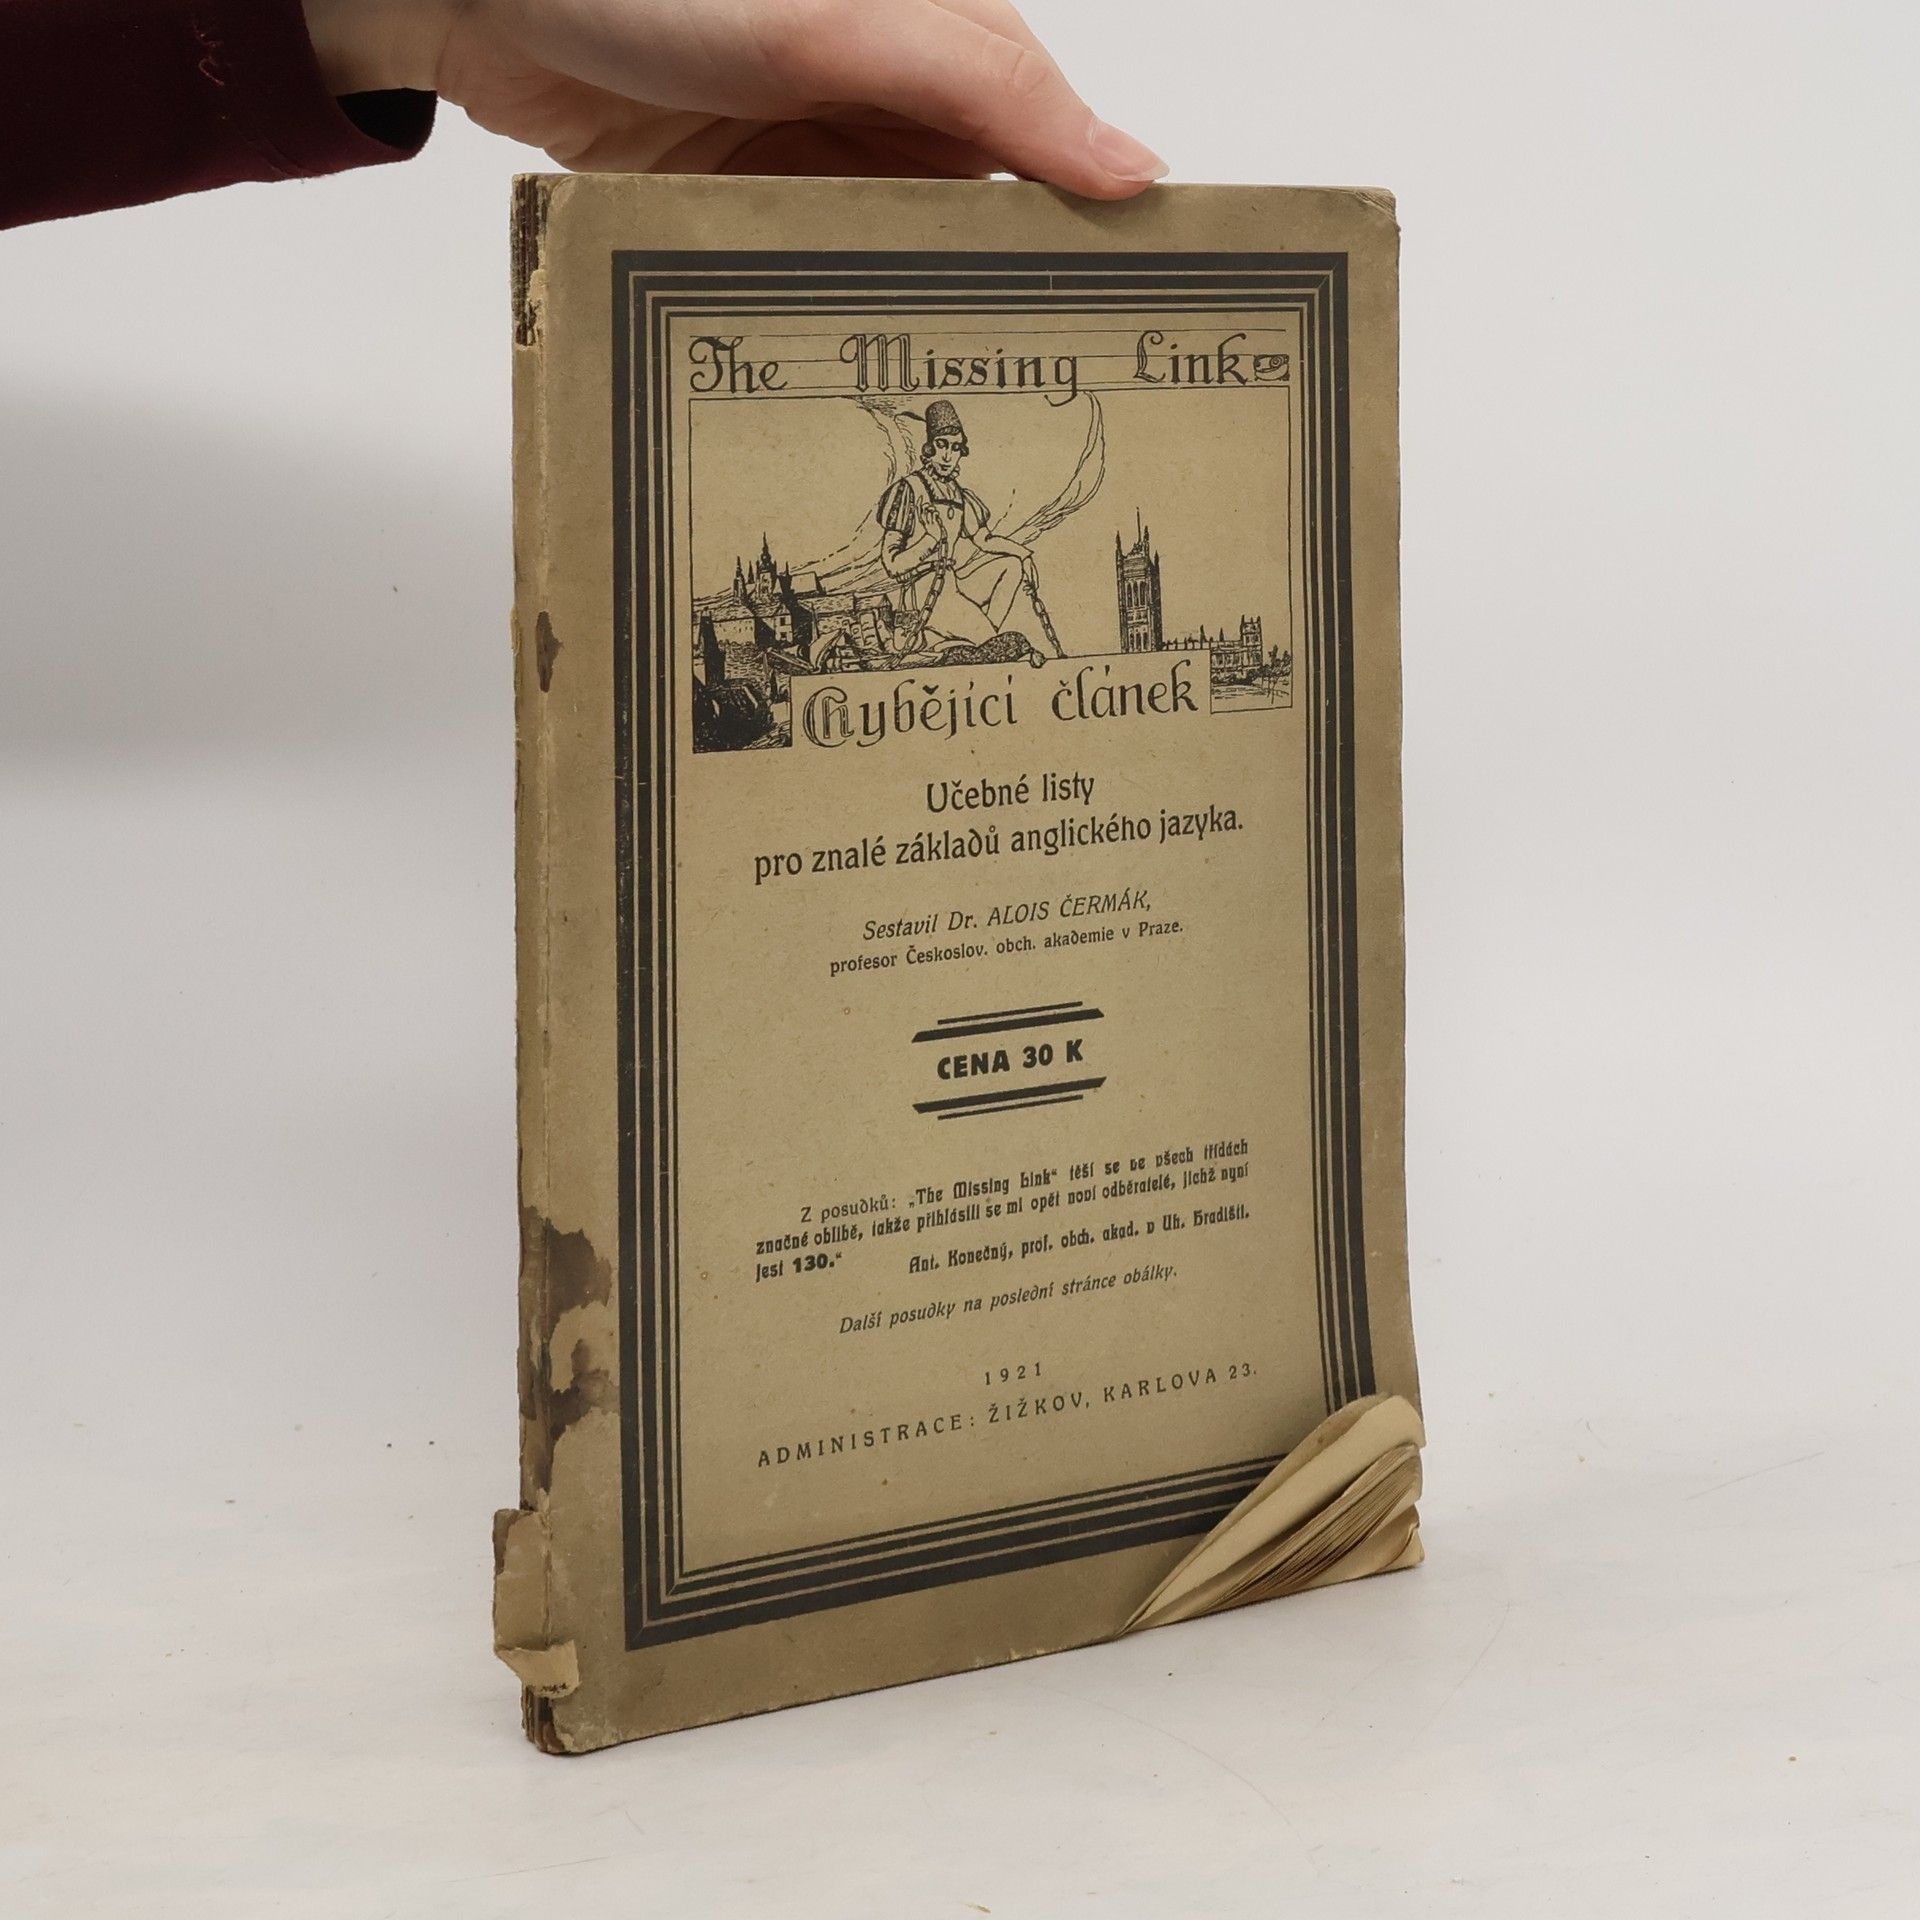 The Missing Link
Chybějící článek
Učebné listy
pro znalé základů anglického jazyka.
Sestavil Dr. ALOIS ČERMÁK,
profesor Českoslov. obch. akademie v Praze.
CENA 30 K
Z posudků: „The Missing Link“ těší se ve všech třídách
značné oblibě, takže přihlásili se mi opět noví odběratelé, jichž nyní
jest 130.“ Ant. Konečný, prof. obch. akad. v Uh. Hradišti.
Další posudky na poslední stránce obálky.
1921
ADMINISTRACE: ŽIŽKOV, KARLOVA 23.